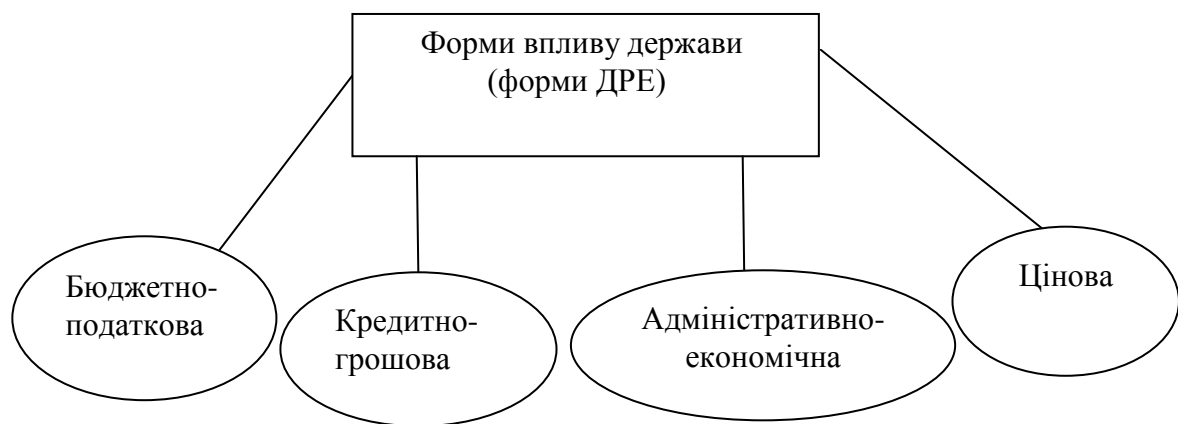 Форми впливу держави
(форми ДРЕ)
Бюджетно-
податкова
Кредитно-
грошова
Адміністративно-
економічна
Цінова